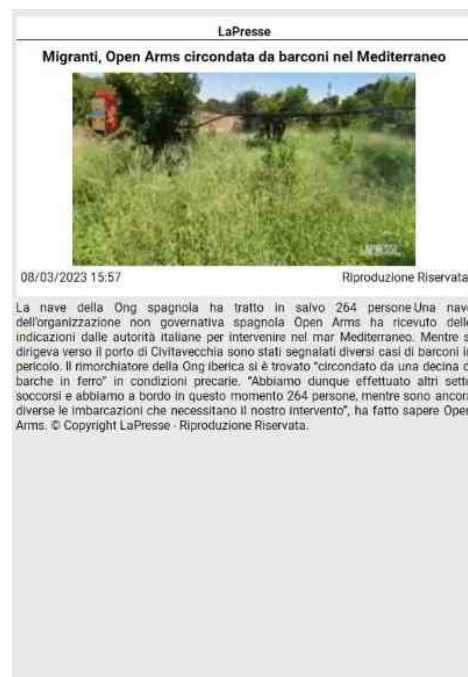 LaPresse
Migranti, Open Arms circondata da barconi nel Mediterraneo
LAPRESSE
08/03/2023 15:57
Riproduzione Riservata
La nave della Ong spagnola ha tratto in salvo 264 persone Una nave
dell'organizzazione non governativa spagnola Open Arms ha ricevuto delle
indicazioni dalle autorità italiane per intervenire nel mar Mediterraneo. Mentre s
dirigeva verso il porto di Civitavecchia sono stati segnalati diversi casi di barconi in
pericolo. Il rimorchiatore della Ong iberica si è trovato "circondato da una decina d
barche in ferro" in condizioni precarie. "Abbiamo dunque effettuato altri sette
soccorsi e abbiamo a bordo in questo momento 264 persone, mentre sono ancora
diverse le imbarcazioni che necessitano il nostro intervento", ha fatto sapere Open
Arms. © Copyright LaPresse - Riproduzione Riservata.